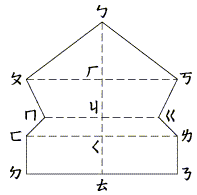 ㄅ
ㄆ ㄏ ㄎ
ㄇ ㄐ ㄍ
ㄈ ㄑ ㄌ
ㄉ ㄊ ㄋ